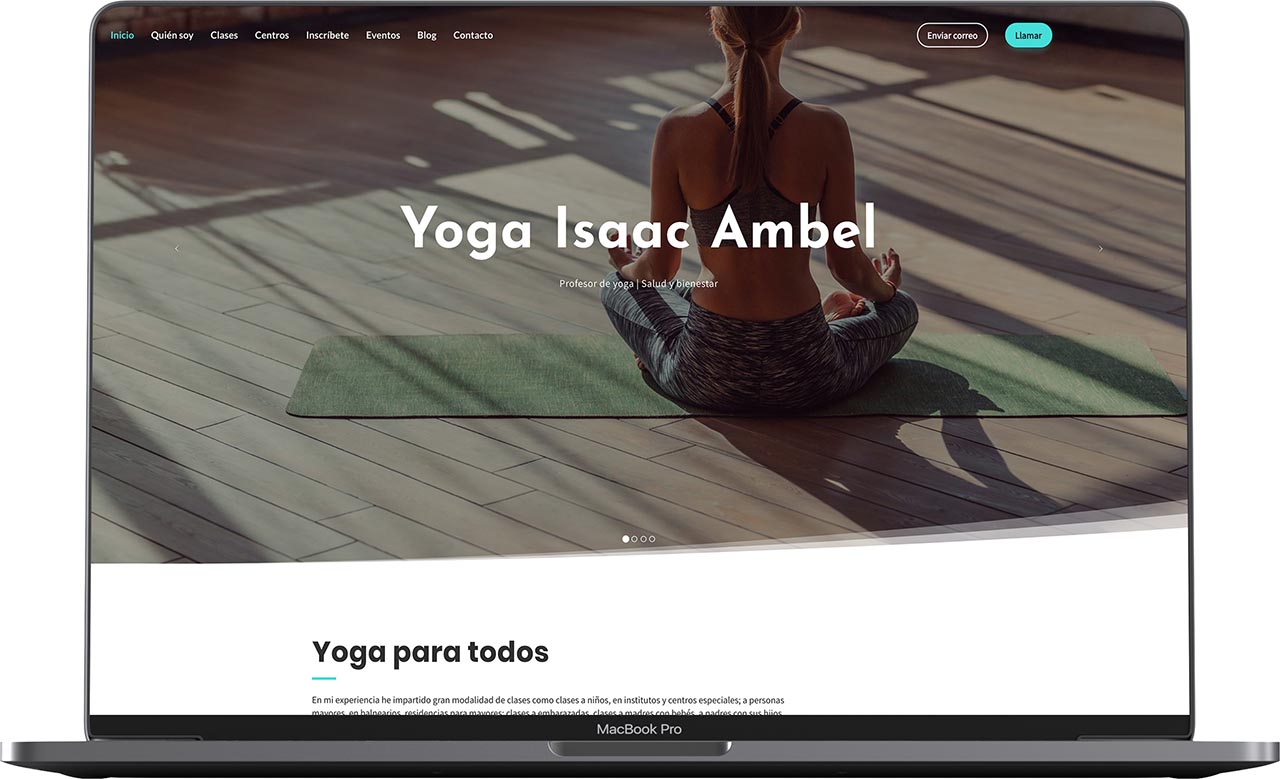 Inicio Quién soy Clases Centros Inscríbete Eventos Blog Contacto Enviar correo Llamar
Yoga Isaac Ambel
Profesor de yoga | Salud y bienestar
Yoga para todos
En mi experiencia he impartido gran modalidad de clases como clases a niños, en institutos y centros especiales; a personas
mayores, en balnearios, residencias para mayores; clases a embarazadas, clases a madres con bebés, a padres con sus hijos
MacBook Pro